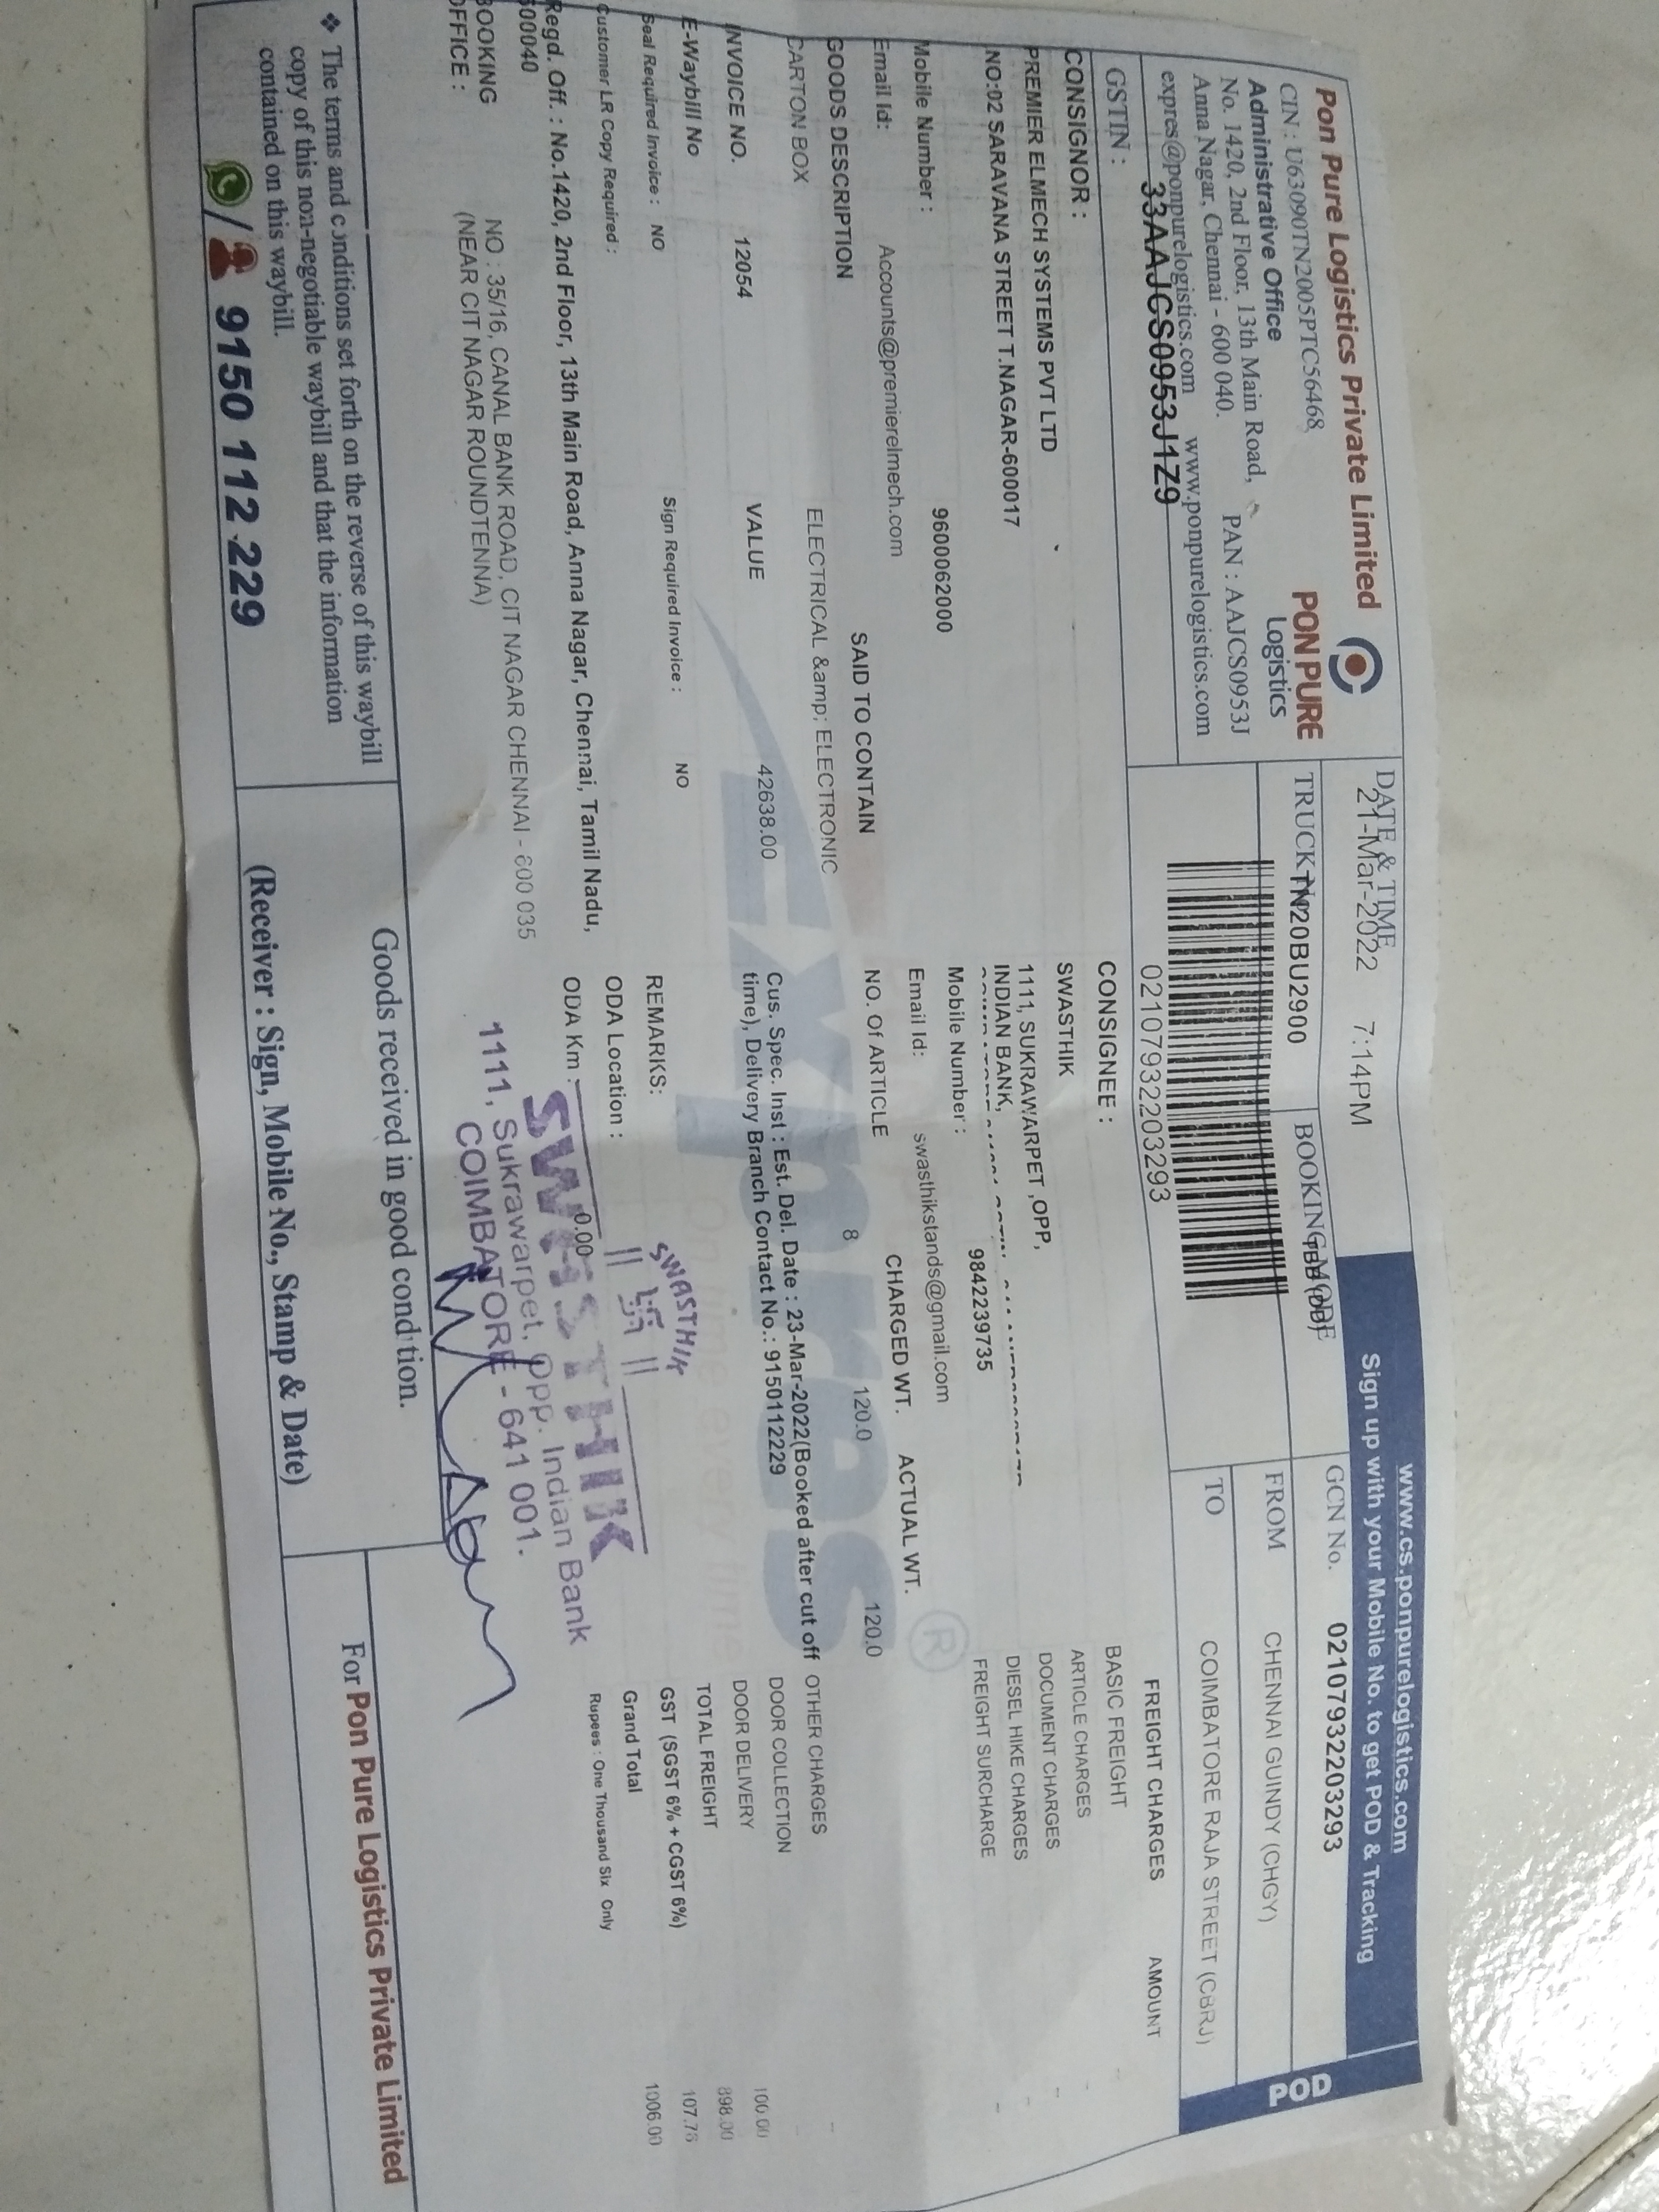 Pon Pure Logistics Private Limited
CIN : U63090TN2005PTC56468
Administrative Office
No. 1420, 2nd Floor, 13th Main Road,
Anna Nagar, Chennai - 600 040.
PAN : AAJCS0953J
expres@ponpurelogistics.com www.ponpurelogistics.com
PON PURE
Logistics
GSTIN : 33AAJCS0953J1Z9
DATE & TIME
21-Mar-2022 7:14PM
TRUCK No
TN20BU2900
BOOKING MODE
TBB(DD)
02107932203293
www.cs.ponpurelogistics.com
Sign up with your Mobile No. to get POD & Tracking
POD
GCN No. 02107932203293
FROM CHENNAI GUINDY (CHGY)
TO COIMBATORE RAJA STREET (CBRJ)
CONSIGNOR :
PREMIER ELMECH SYSTEMS PVT LTD
NO:02 SARAVANA STREET T.NAGAR-600017
Mobile Number : 9600062000
Email Id: Accounts@premierelmech.com
CONSIGNEE :
SWASTHIK
1111, SUKRAWARPET ,OPP,
INDIAN BANK,
Mobile Number : 9842239735
Email Id: swasthikstands@gmail.com
GOODS DESCRIPTION SAID TO CONTAIN NO. Of ARTICLE CHARGED WT. ACTUAL WT.
CARTON BOX ELECTRICAL &amp; ELECTRONIC 8 120.0 120.0
INVOICE NO. 12054 VALUE 42638.00
E-Waybill No
Seal Required Invoice : NO Sign Required Invoice : NO
Customer LR Copy Required :
Cus. Spec. Inst : Est. Del. Date : 23-Mar-2022(Booked after cut off
time), Delivery Branch Contact No.: 9150112229
REMARKS:
ODA Location :
ODA Km : 0.00
Regd. Off. : No.1420, 2nd Floor, 13th Main Road, Anna Nagar, Chennai, Tamil Nadu,
600040
BOOKING OFFICE : NO : 35/16, CANAL BANK ROAD, CIT NAGAR CHENNAI - 600 035
(NEAR CIT NAGAR ROUNDTENNA)
FREIGHT CHARGES AMOUNT
BASIC FREIGHT
ARTICLE CHARGES -
DOCUMENT CHARGES -
DIESEL HIKE CHARGES -
FREIGHT SURCHARGE -
OTHER CHARGES -
DOOR COLLECTION -
DOOR DELIVERY 100.00
TOTAL FREIGHT 898.00
GST (SGST 6% + CGST 6%) 107.76
Grand Total 1006.00
Rupees : One Thousand Six Only
Expres
®
SWASTHIK
SWASTHIK
1111, Sukrawarpet, Opp. Indian Bank
COIMBATORE - 641 001.
❖ The terms and conditions set forth on the reverse of this waybill
copy of this non-negotiable waybill and that the information
contained on this waybill.
/ 9150 112 229
Goods received in good condition.
(Receiver : Sign, Mobile No., Stamp & Date)
For Pon Pure Logistics Private Limited